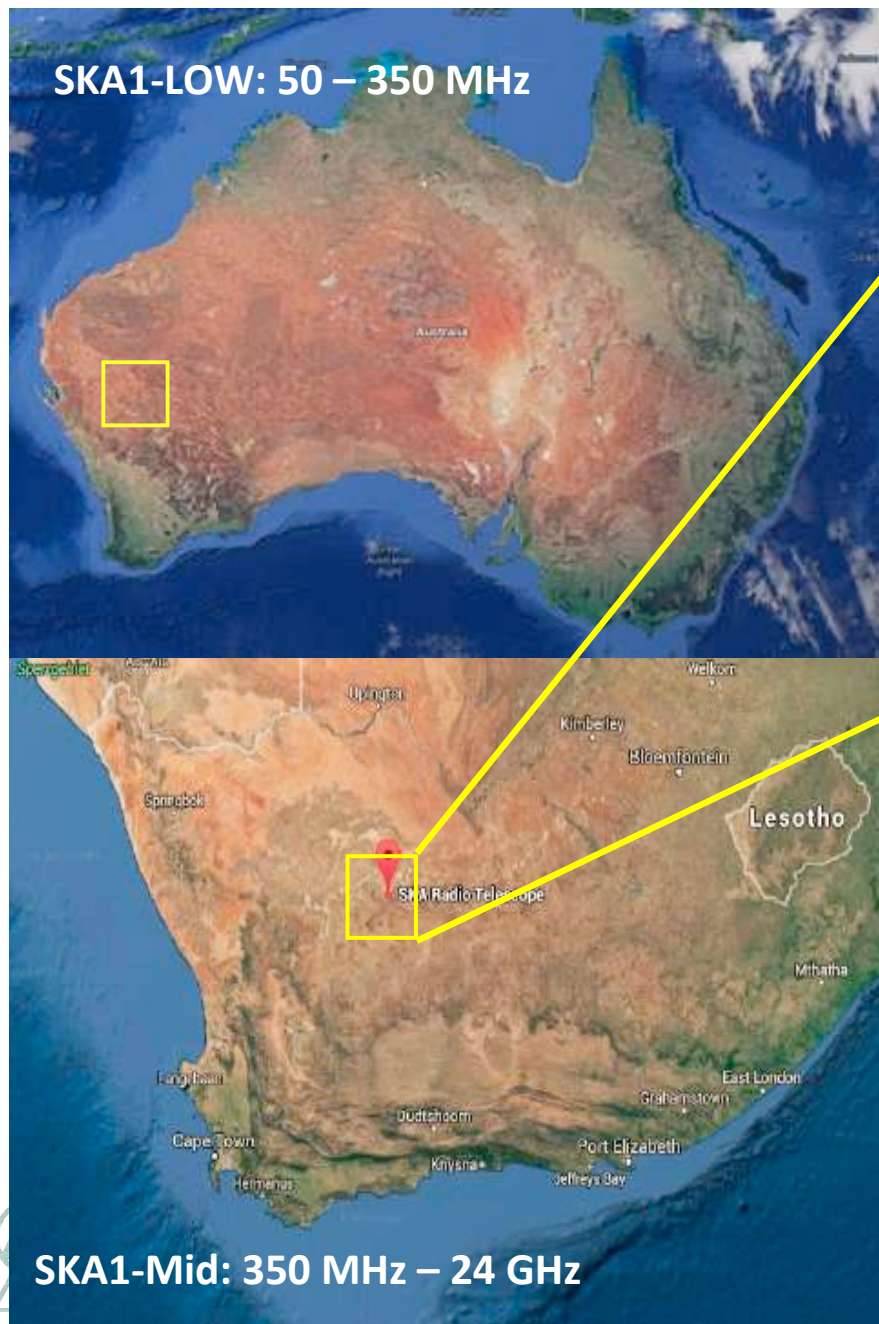 SKA1-LOW: 50 – 350 MHz
Australia
Sperrgebiet
Welkom
Upington
Kimberley
Bloemfontein
Springbok
Lesotho
SKA Radio Telescope
Mthatha
Langebaan
East London
Grahamstown
Oudtshoorn
Cape Town
Port Elizabeth
Knysna
Jeffreys Bay
Hermanus
SKA1-Mid: 350 MHz – 24 GHz